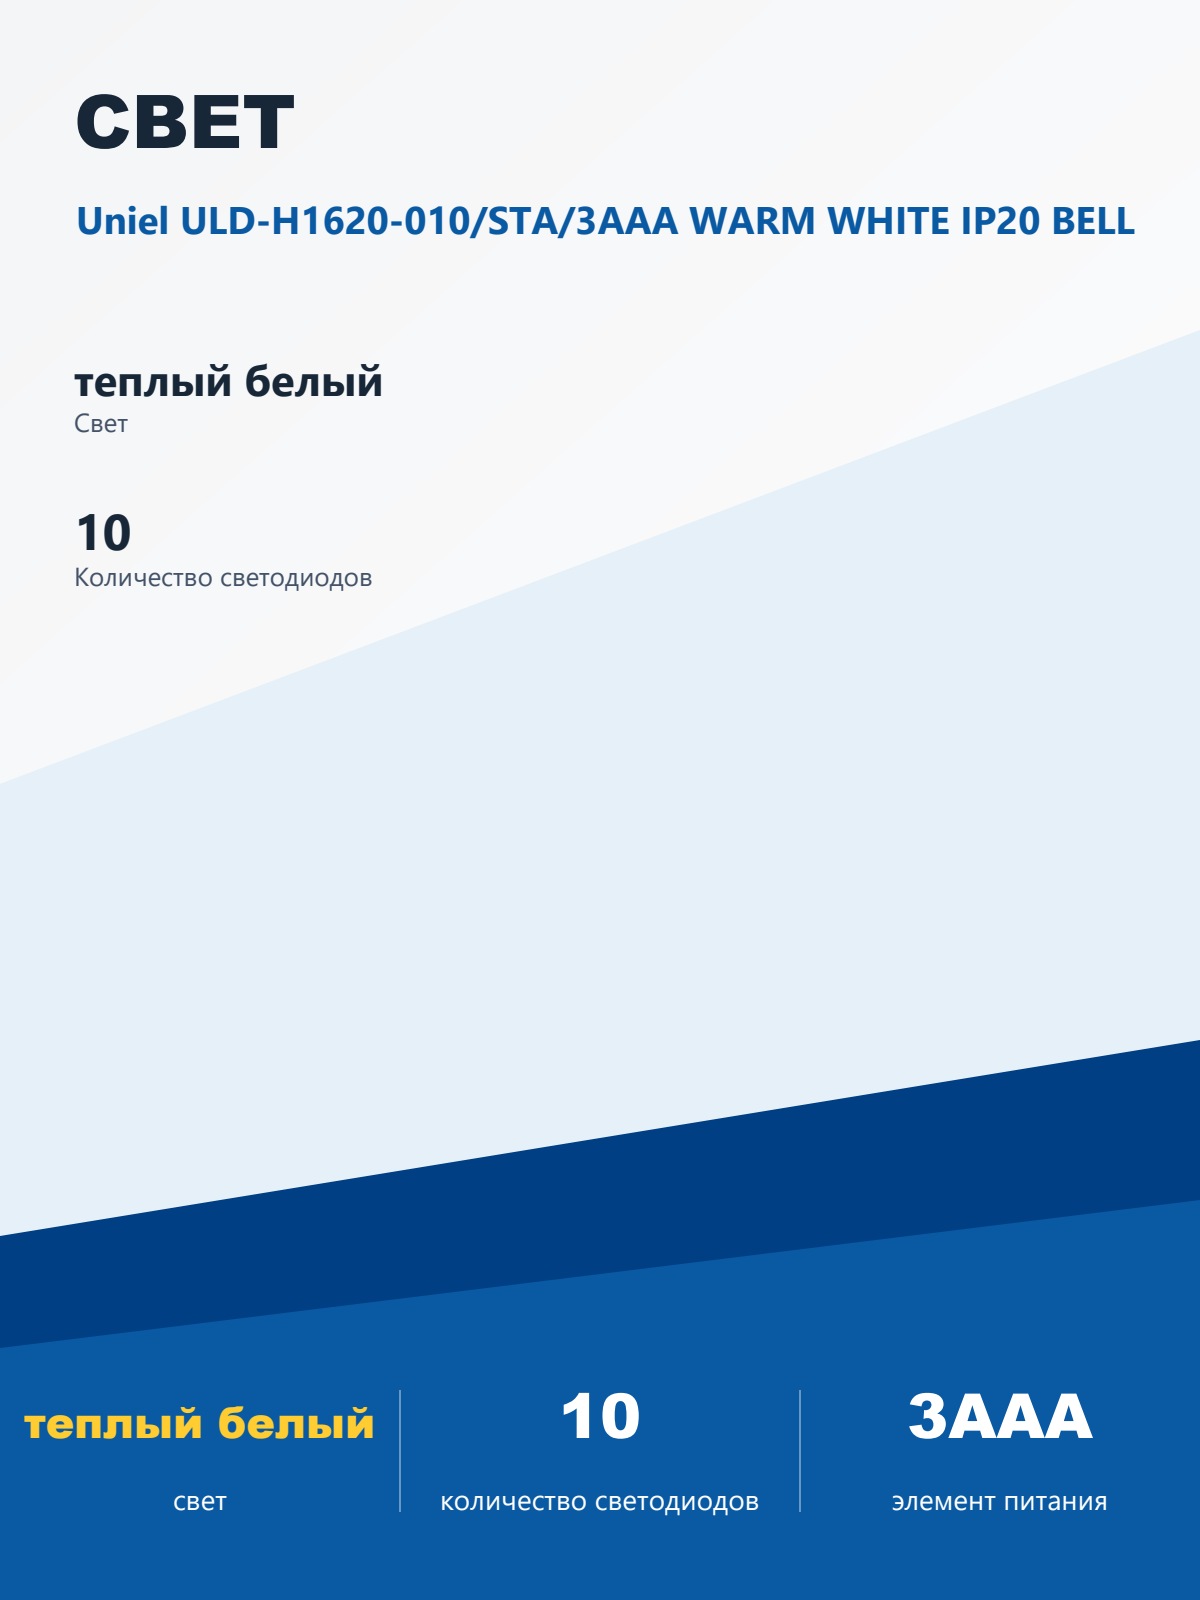 СВЕТ
Uniel ULD-H1620-010/STA/3AAA WARM WHITE IP20 BELL
теплый белый
Свет
10
Количество светодиодов
теплый белый
свет
10
количество светодиодов
3AAA
элемент питания